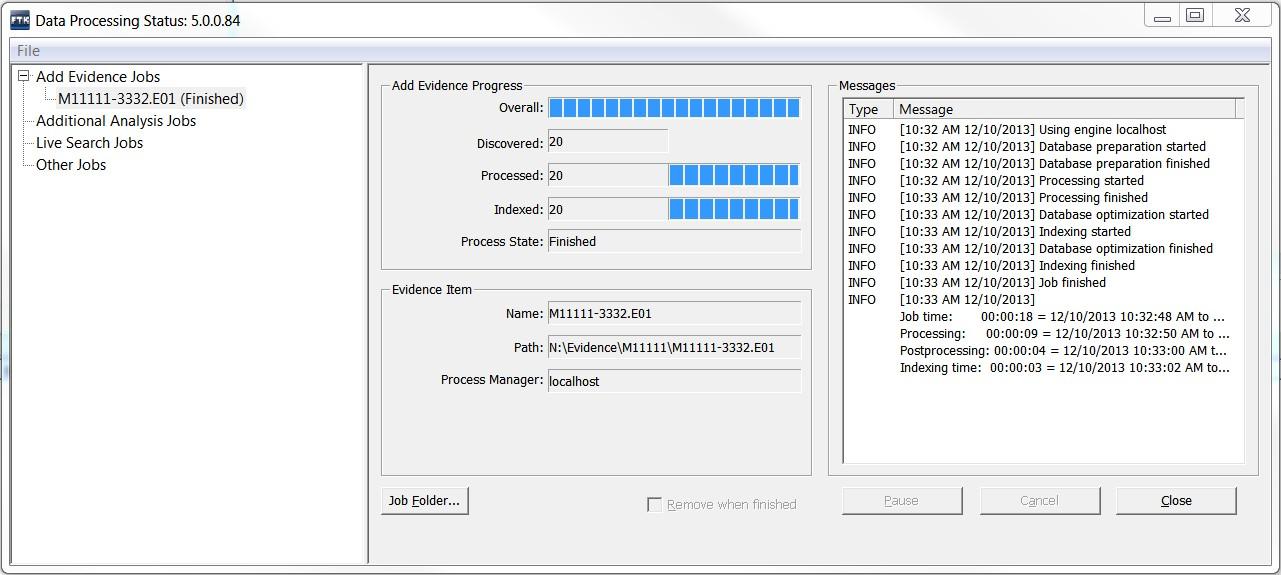 FTK Data Processing Status: 5.0.0.84
File
Add Evidence Jobs
M11111-3332.E01 (Finished)
Additional Analysis Jobs
Live Search Jobs
Other Jobs
Add Evidence Progress
Overall:
Discovered: 20
Processed: 20
Indexed: 20
Process State: Finished
Evidence Item
Name: M11111-3332.E01
Path: N:\Evidence\M11111\M11111-3332.E01
Process Manager: localhost
Job Folder...
Remove when finished
Messages
Type Message
INFO [10:32 AM 12/10/2013] Using engine localhost
INFO [10:32 AM 12/10/2013] Database preparation started
INFO [10:32 AM 12/10/2013] Database preparation finished
INFO [10:32 AM 12/10/2013] Processing started
INFO [10:33 AM 12/10/2013] Processing finished
INFO [10:33 AM 12/10/2013] Database optimization started
INFO [10:33 AM 12/10/2013] Indexing started
INFO [10:33 AM 12/10/2013] Database optimization finished
INFO [10:33 AM 12/10/2013] Indexing finished
INFO [10:33 AM 12/10/2013] Job finished
INFO [10:33 AM 12/10/2013]
Job time: 00:00:18 = 12/10/2013 10:32:48 AM to ...
Processing: 00:00:09 = 12/10/2013 10:32:50 AM to ...
Postprocessing: 00:00:04 = 12/10/2013 10:33:00 AM t...
Indexing time: 00:00:03 = 12/10/2013 10:33:02 AM to...
Pause
Cancel
Close